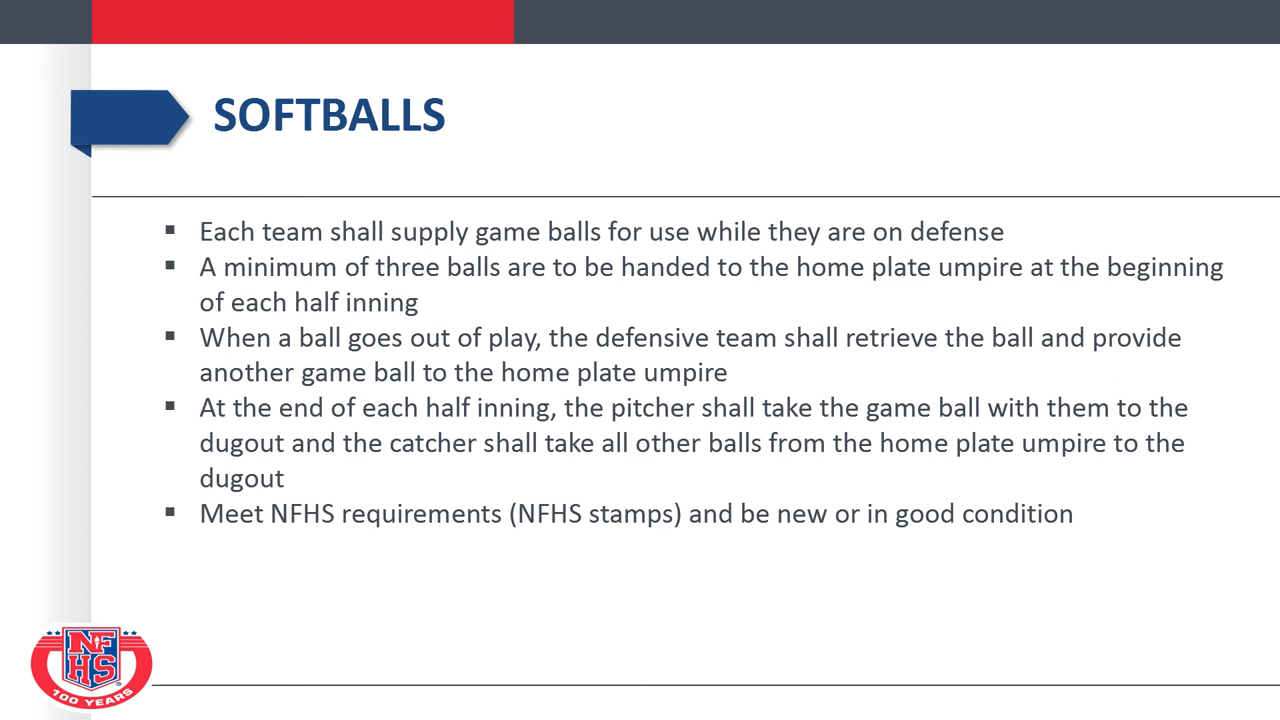 SOFTBALLS
▪ Each team shall supply game balls for use while they are on defense
▪ A minimum of three balls are to be handed to the home plate umpire at the beginning
of each half inning
▪ When a ball goes out of play, the defensive team shall retrieve the ball and provide
another game ball to the home plate umpire
▪ At the end of each half inning, the pitcher shall take the game ball with them to the
dugout and the catcher shall take all other balls from the home plate umpire to the
dugout
▪ Meet NFHS requirements (NFHS stamps) and be new or in good condition
NF
HS
100 YEARS